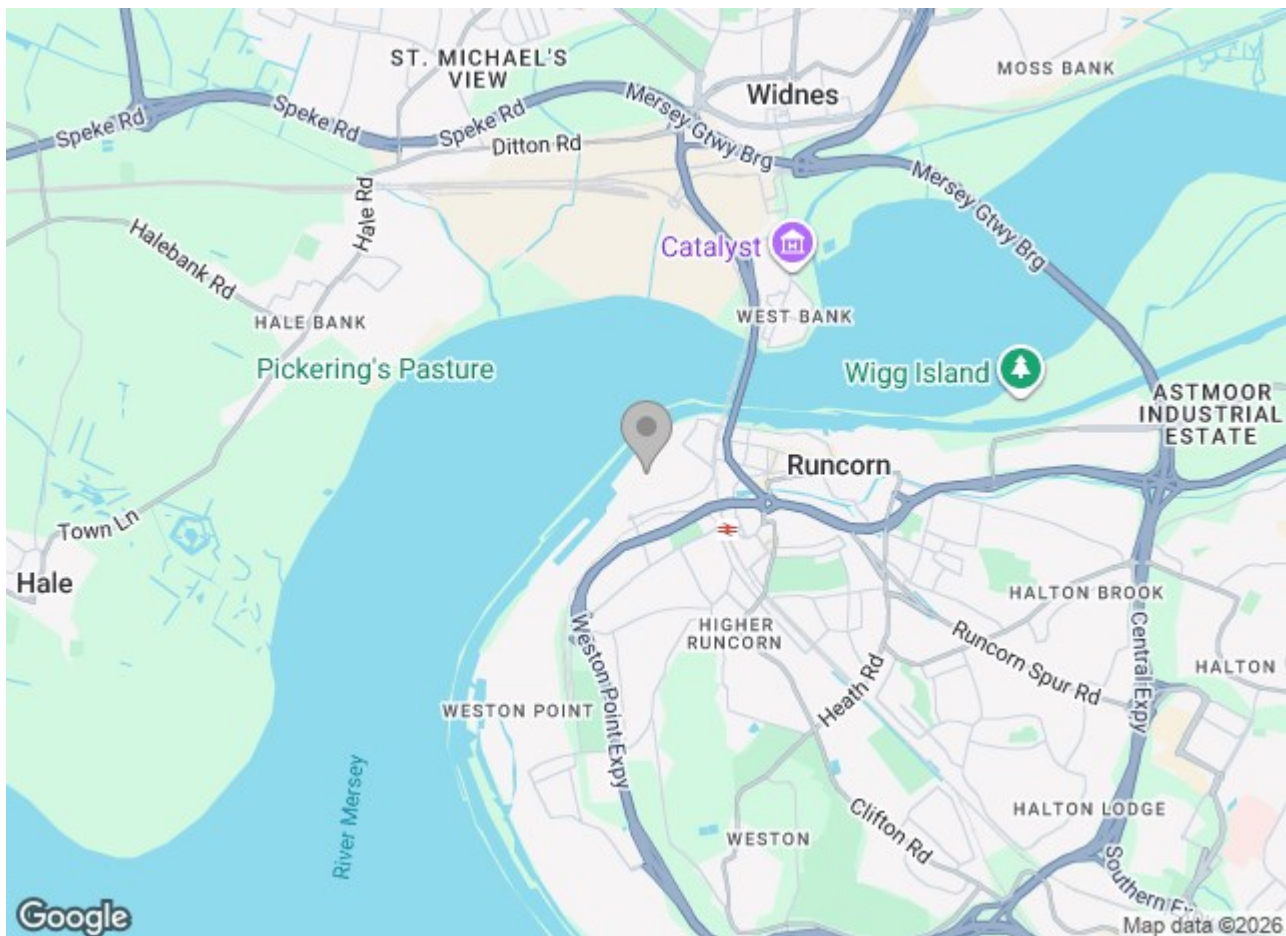 ST. MICHAEL'S
VIEW
MOSS BANK
Widnes
Speke Rd
Speke Rd
Speke Rd
Mersey Gtwy Brg
Ditton Rd
Mersey Gtwy Brg
Hale Rd
Halebank Rd
Catalyst
HALE BANK
WEST BANK
Pickering's Pasture
Wigg Island
ASTMOOR
INDUSTRIAL
ESTATE
Runcorn
Town Ln
Hale
HALTON BROOK
HIGHER
RUNCORN
Weston Point Expy
Runcorn Spur Rd
Central Expy
HALTON
Heath Rd
WESTON POINT
River Mersey
Clifton Rd
HALTON LODGE
WESTON
Southern
Google
Map data ©2026